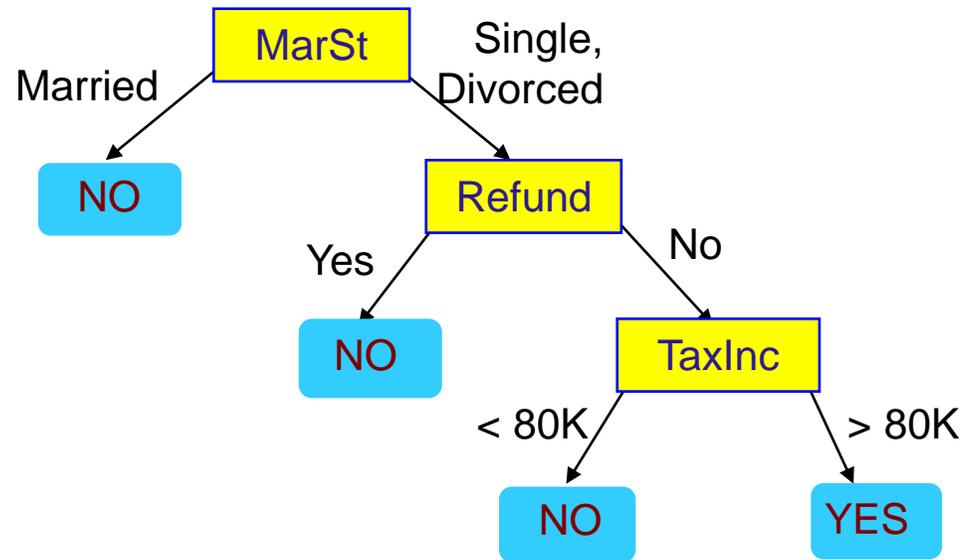 MarSt
Single,
Divorced
Married
NO
Refund
Yes
No
NO
TaxInc
< 80K
> 80K
NO
YES